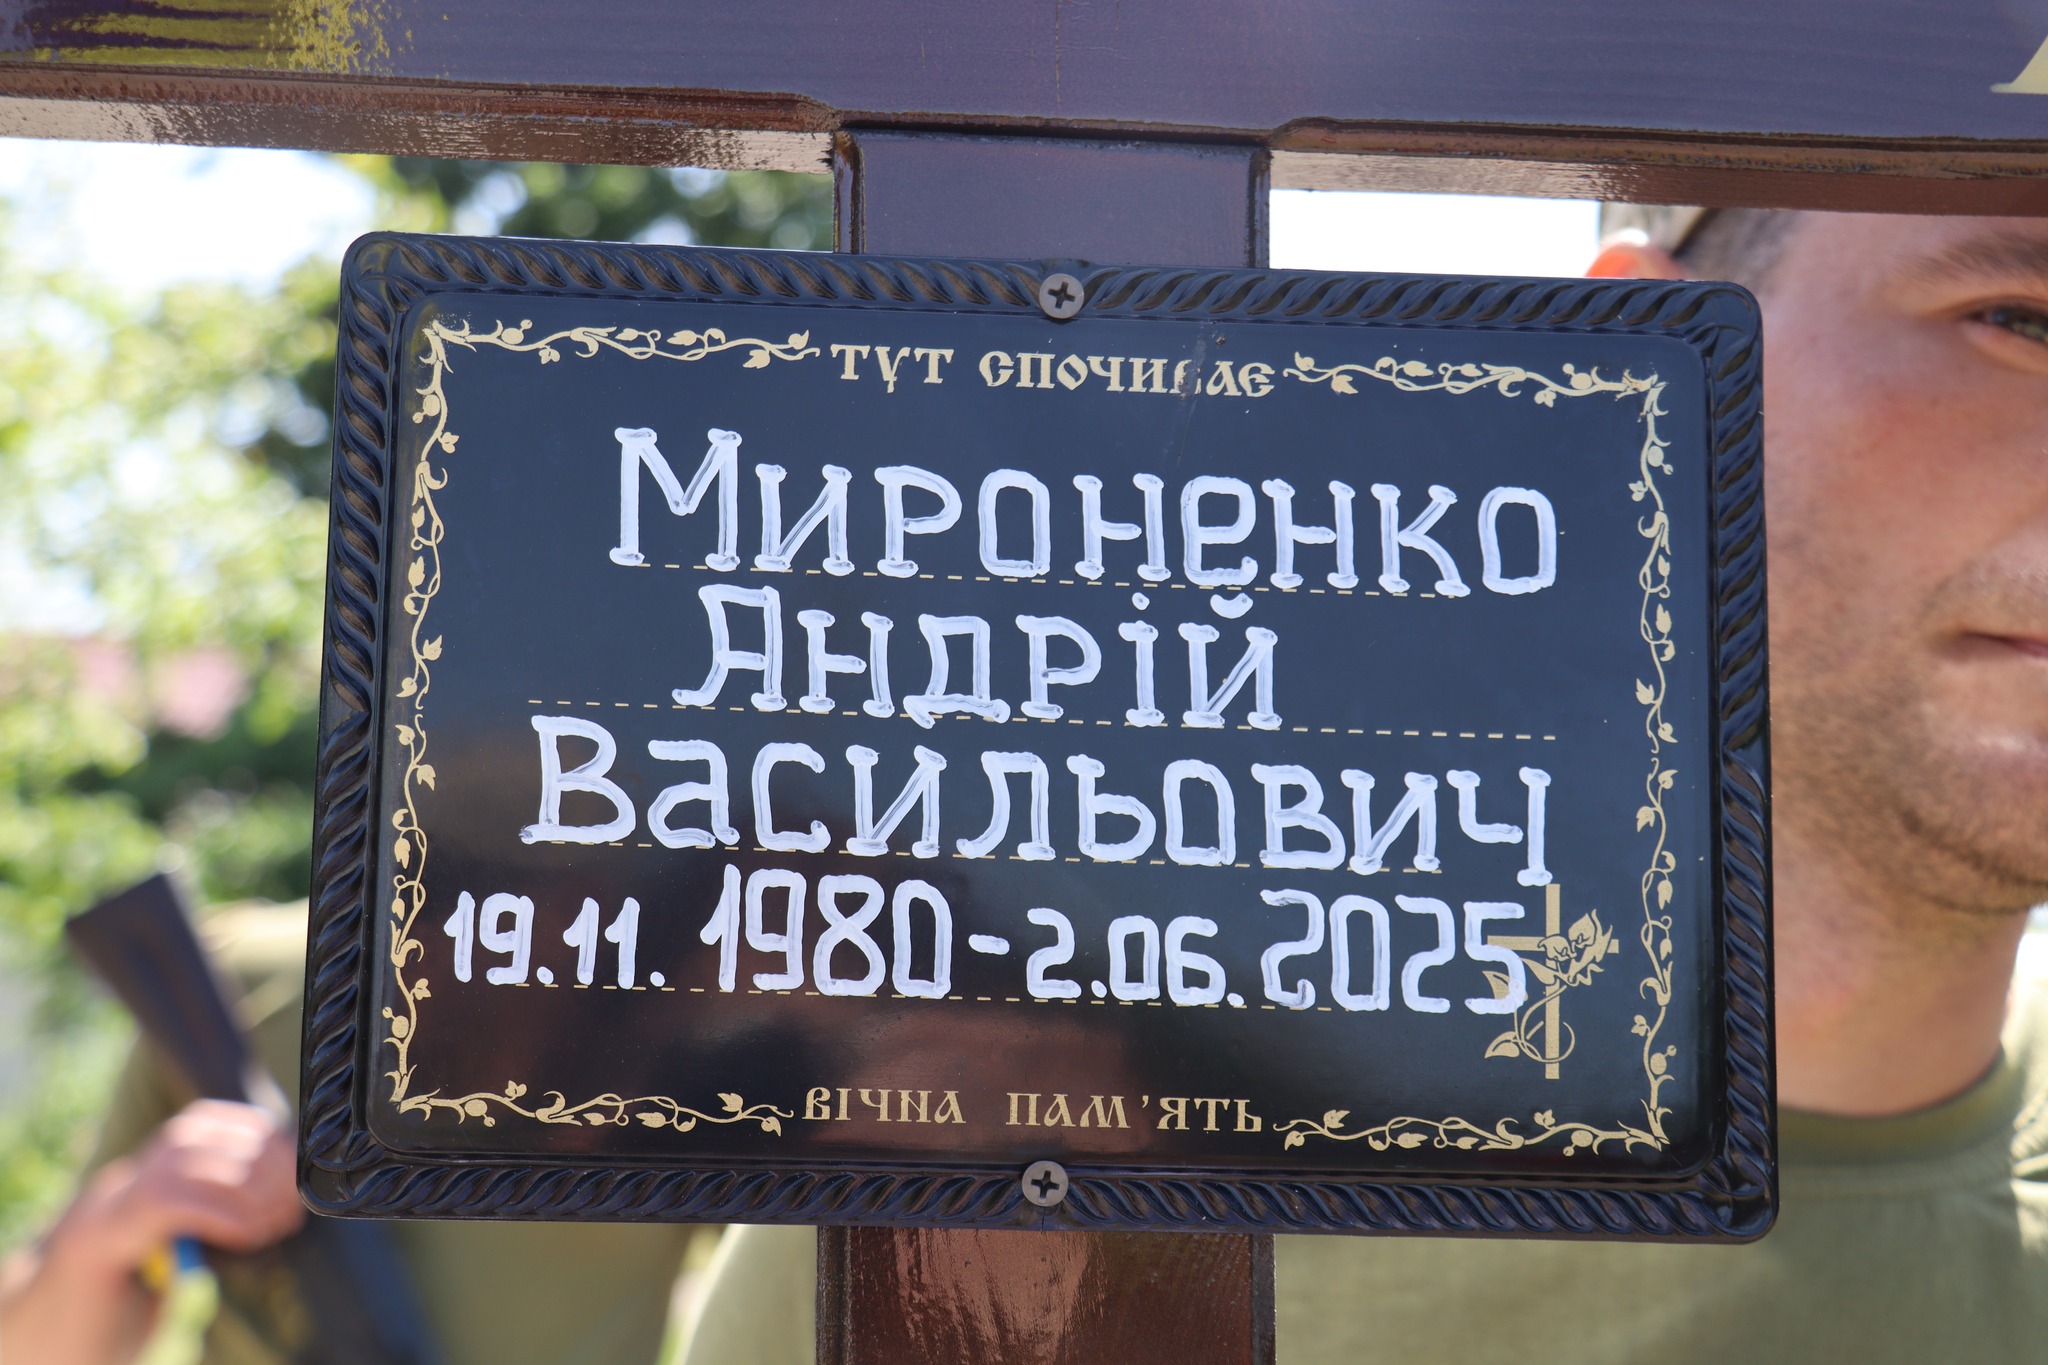 ТУТ СПОЧИВАЄ
Мироненко
Андрій
Васильович
19.11.1980-2.06.2025
ВІЧНА ПАМ'ЯТЬ